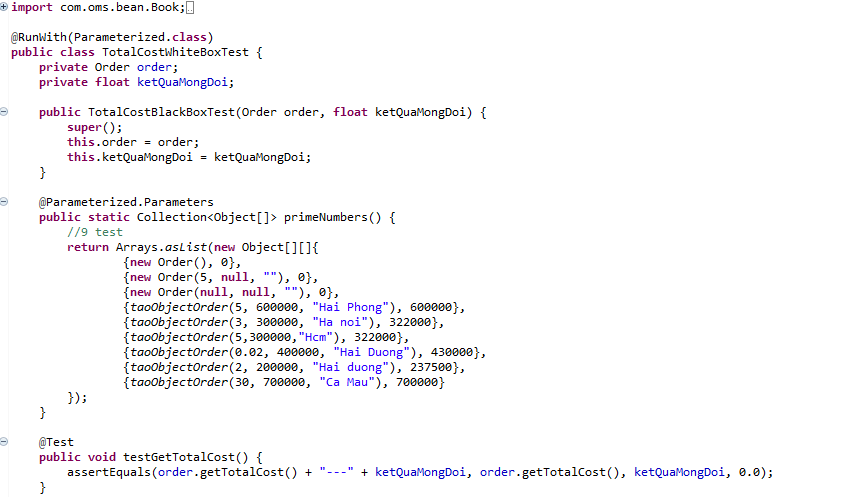 import com.oms.bean.Book;
@RunWith(Parameterized.class)
public class TotalCostWhiteBoxTest {
private Order order;
private float ketQuaMongDoi;
public TotalCostBlackBoxTest(Order order, float ketQuaMongDoi) {
super();
this.order = order;
this.ketQuaMongDoi = ketQuaMongDoi;
}
@Parameterized.Parameters
public static Collection<Object[]> primeNumbers() {
//9 test
return Arrays.asList(new Object[][]{
{new Order(), 0},
{new Order(5, null, ""), 0},
{new Order(null, null, ""), 0},
{taoObjectOrder(5, 600000, "Hai Phong"), 600000},
{taoObjectOrder(3, 300000, "Ha noi"), 322000},
{taoObjectOrder(5,300000,"Hcm"), 322000},
{taoObjectOrder(0.02, 400000, "Hai Duong"), 430000},
{taoObjectOrder(2, 200000, "Hai duong"), 237500},
{taoObjectOrder(30, 700000, "Ca Mau"), 700000}
});
}
@Test
public void testGetTotalCost() {
assertEquals(order.getTotalCost() + "---" + ketQuaMongDoi, order.getTotalCost(), ketQuaMongDoi, 0.0);
}